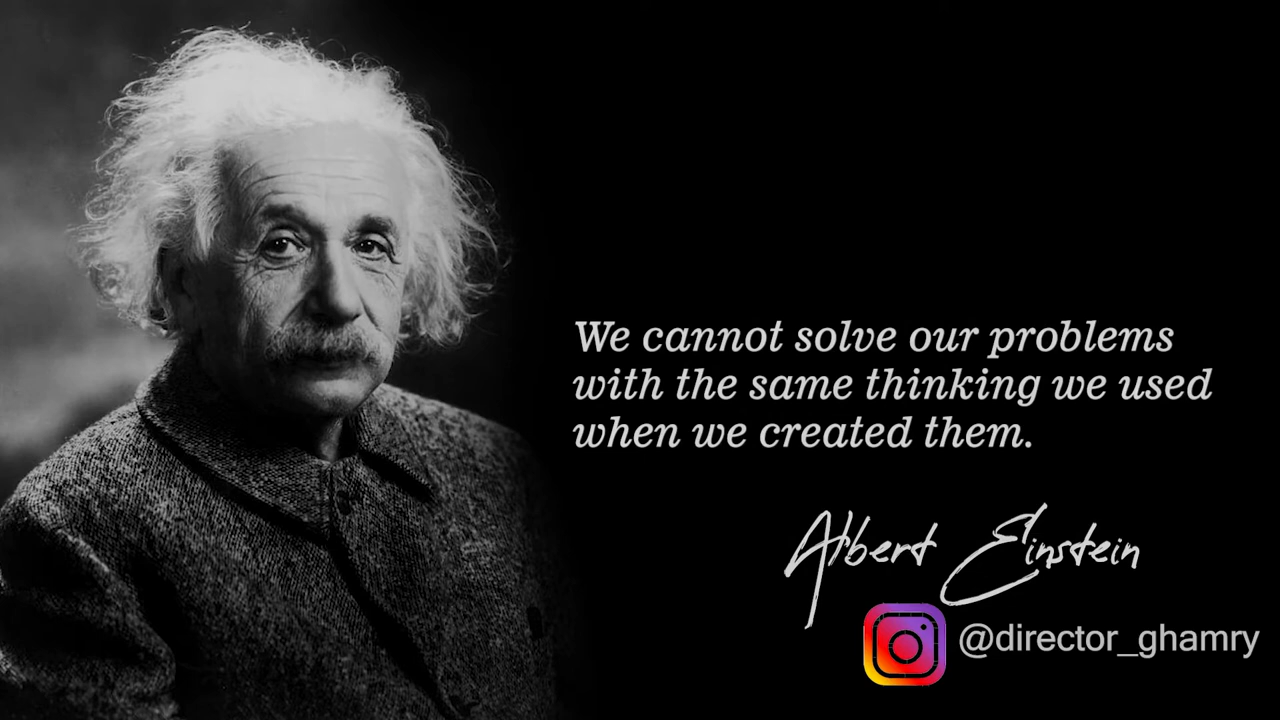 We cannot solve our problems
with the same thinking we used
when we created them.
Albert Einstein
@director_ghamry